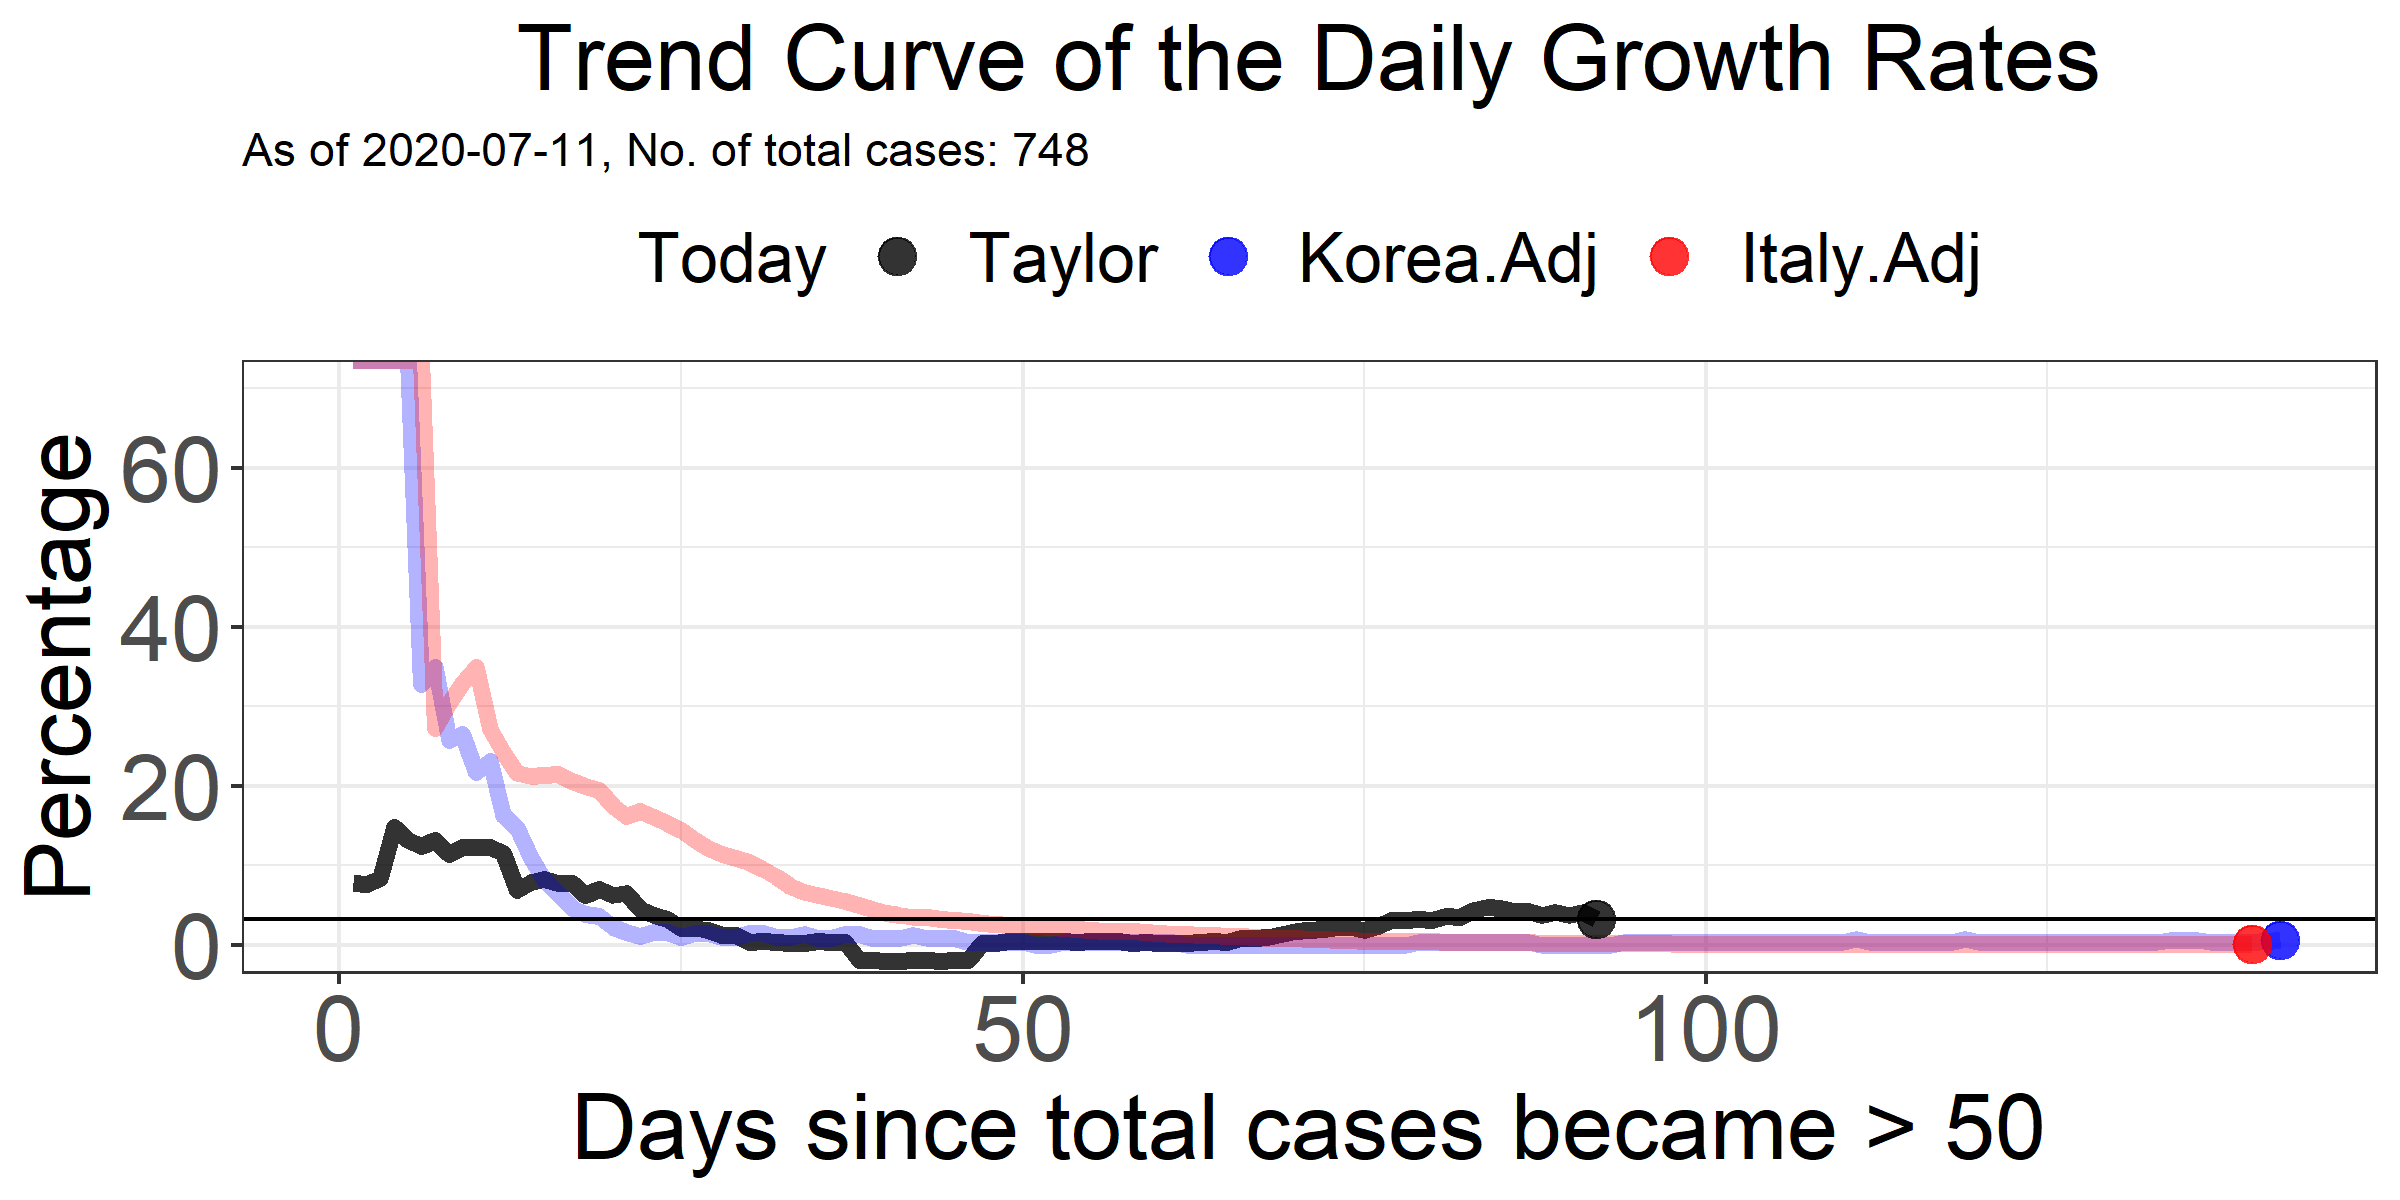 Trend Curve of the Daily Growth Rates
As of 2020-07-11, No. of total cases: 748
Today Taylor Korea.Adj Italy.Adj
Percentage
60
40
20
0
0 50 100
Days since total cases became > 50